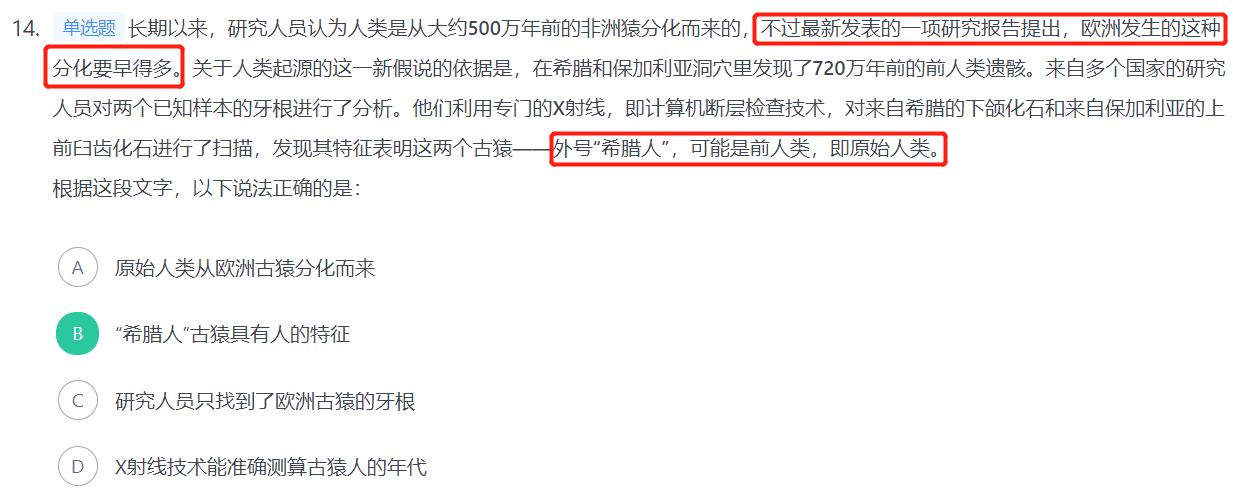 14. 单选题 长期以来，研究人员认为人类是从大约500万年前的非洲猿分化而来的，不过最新发表的一项研究报告提出，欧洲发生的这种
分化要早得多。关于人类起源的这一新假说的依据是，在希腊和保加利亚洞穴里发现了720万年前的前人类遗骸。来自多个国家的研究
人员对两个已知样本的牙根进行了分析。他们利用专门的X射线，即计算机断层检查技术，对来自希腊的下颌化石和来自保加利亚的上
前臼齿化石进行了扫描，发现其特征表明这两个古猿——外号“希腊人”，可能是前人类，即原始人类。
根据这段文字，以下说法正确的是：
A 原始人类从欧洲古猿分化而来
B “希腊人”古猿具有人的特征
C 研究人员只找到了欧洲古猿的牙根
D X射线技术能准确测算古猿人的年代